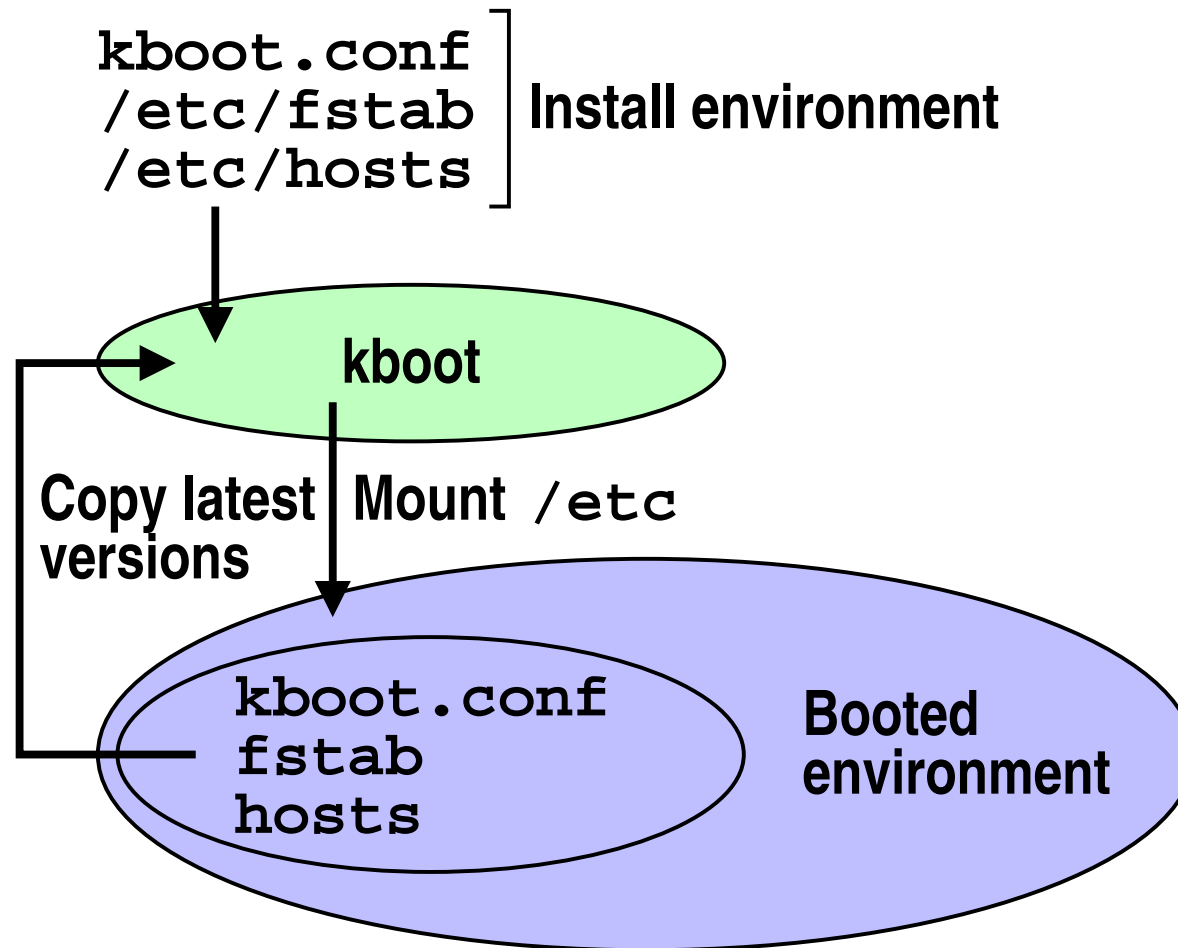 kboot.conf
/etc/fstab
/etc/hosts
Install environment
kboot
Copy latest
versions
Mount /etc
kboot.conf
fstab
hosts
Booted
environment